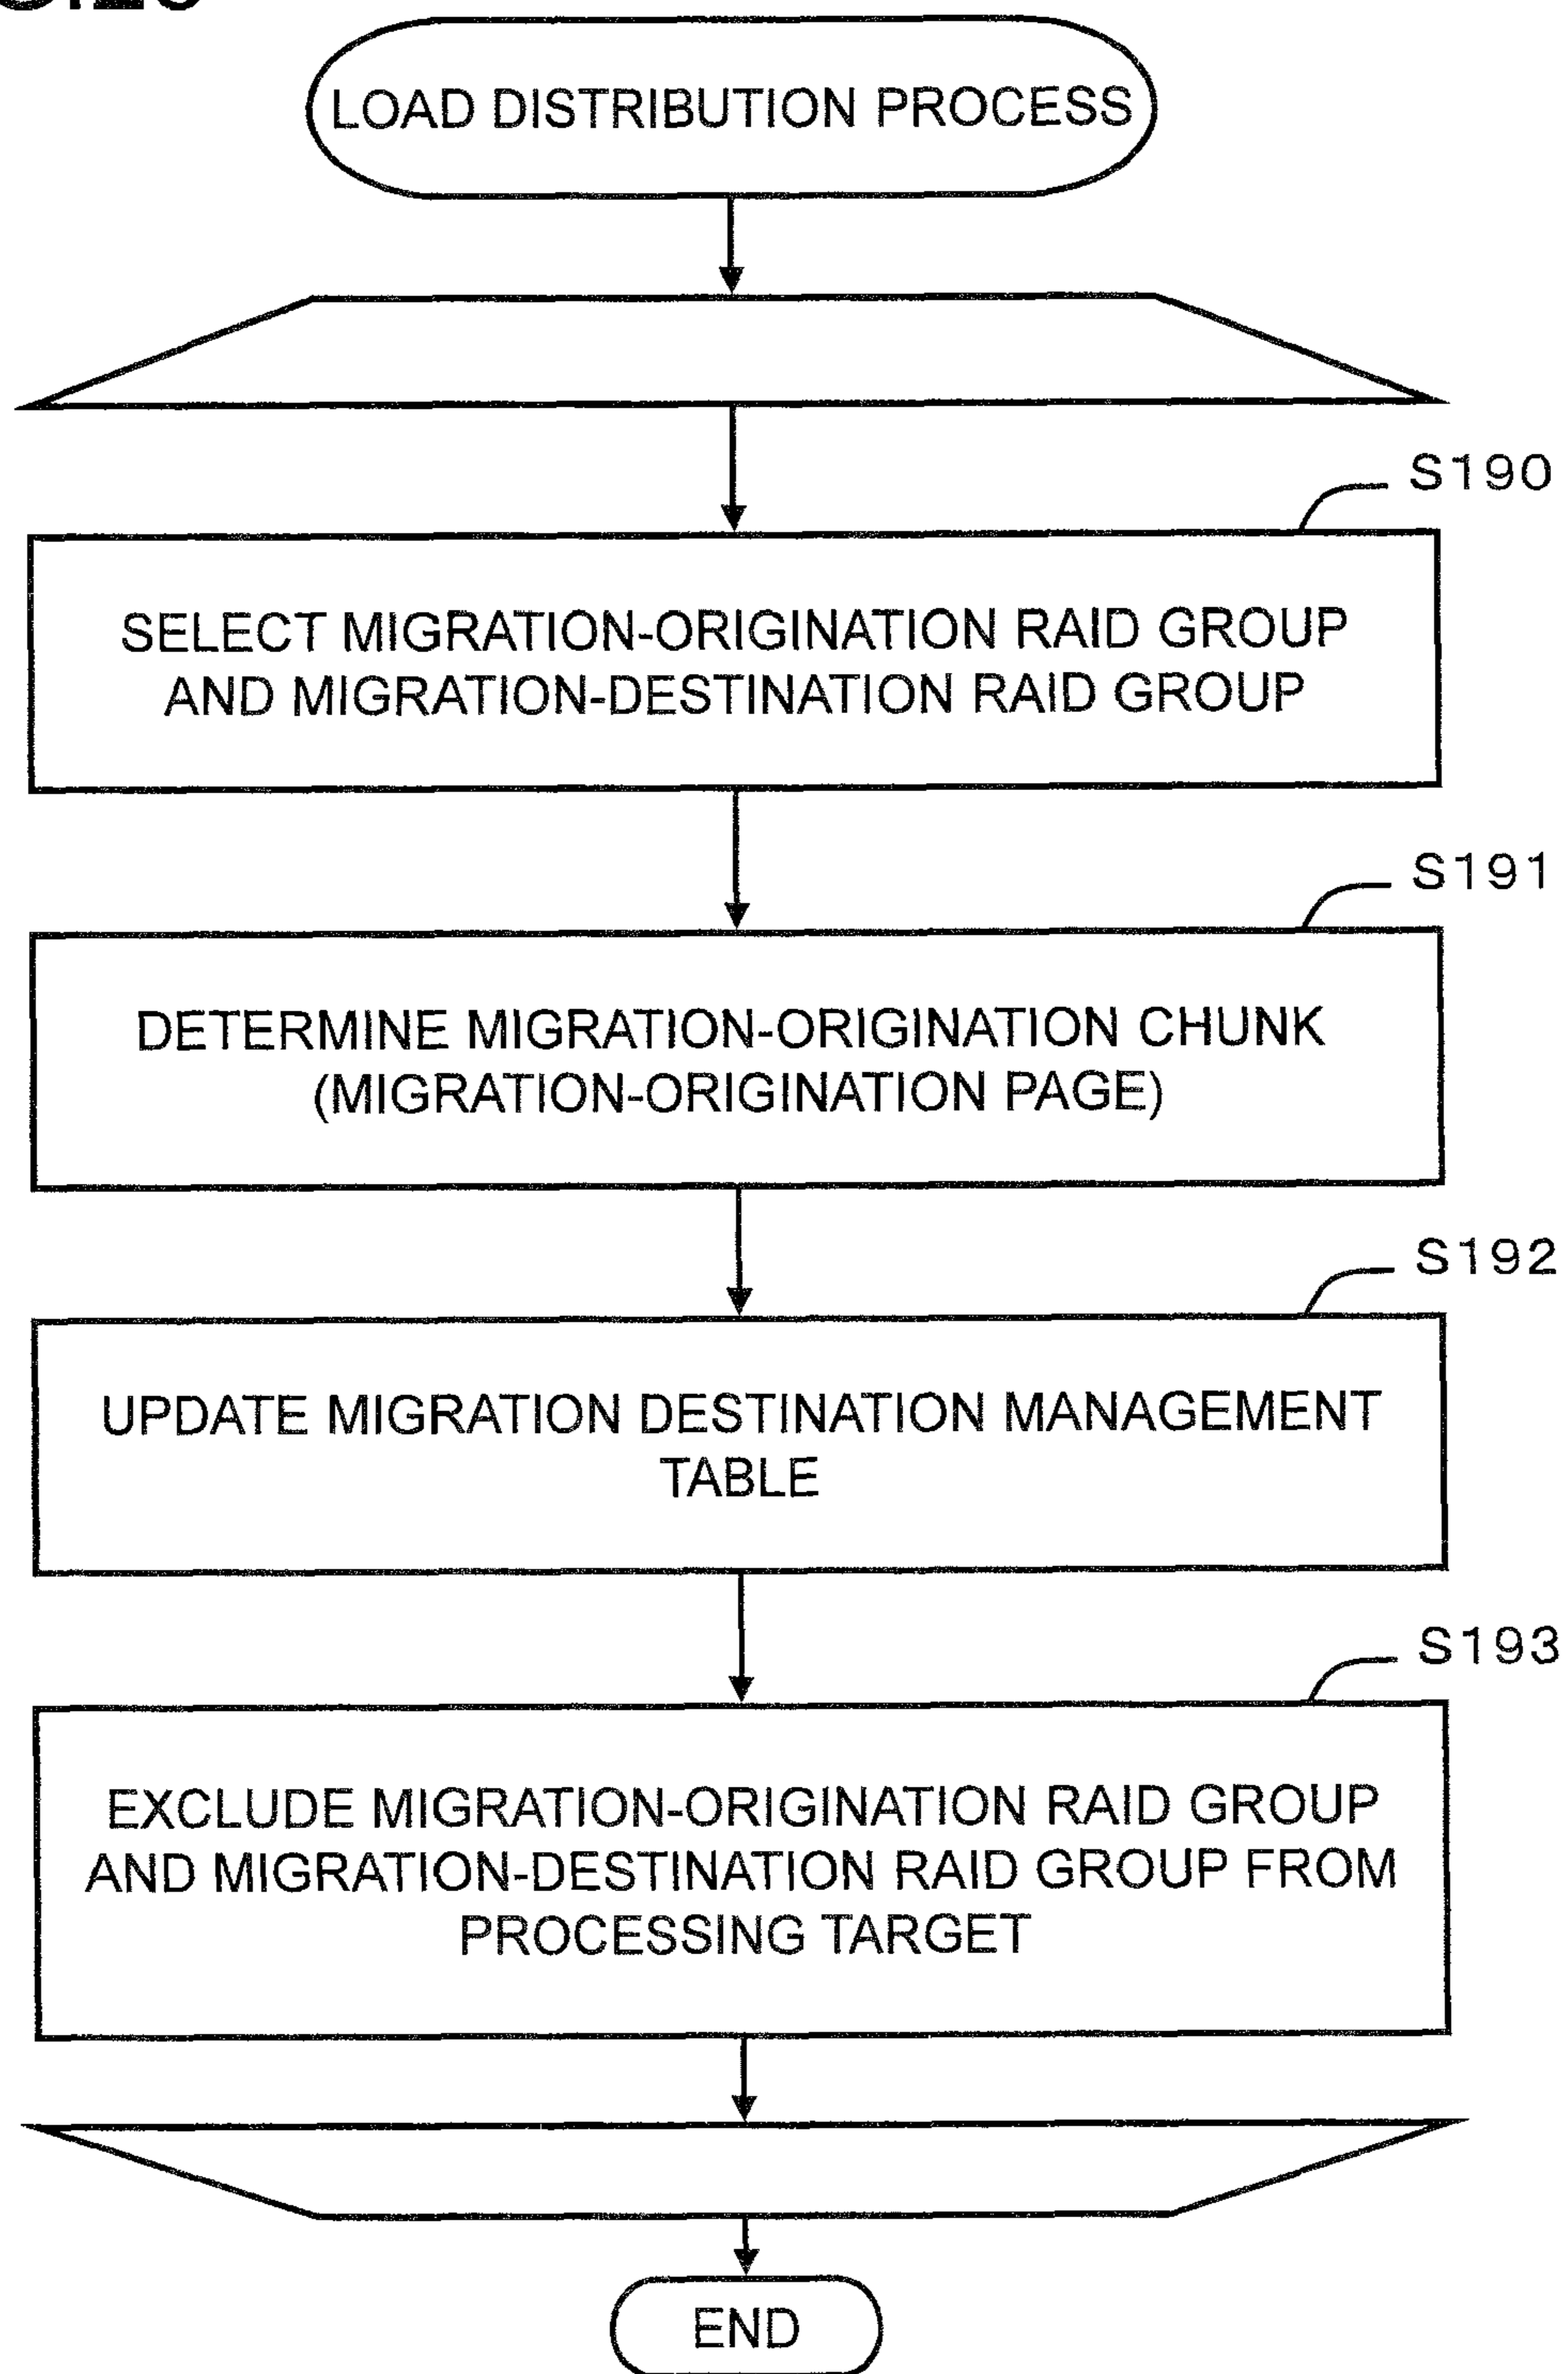 LOAD DISTRIBUTION PROCESS
S190
SELECT MIGRATION-ORIGINATION RAID GROUP
AND MIGRATION-DESTINATION RAID GROUP
S191
DETERMINE MIGRATION-ORIGINATION CHUNK
(MIGRATION-ORIGINATION PAGE)
S192
UPDATE MIGRATION DESTINATION MANAGEMENT
TABLE
S193
EXCLUDE MIGRATION-ORIGINATION RAID GROUP
AND MIGRATION-DESTINATION RAID GROUP FROM
PROCESSING TARGET
END